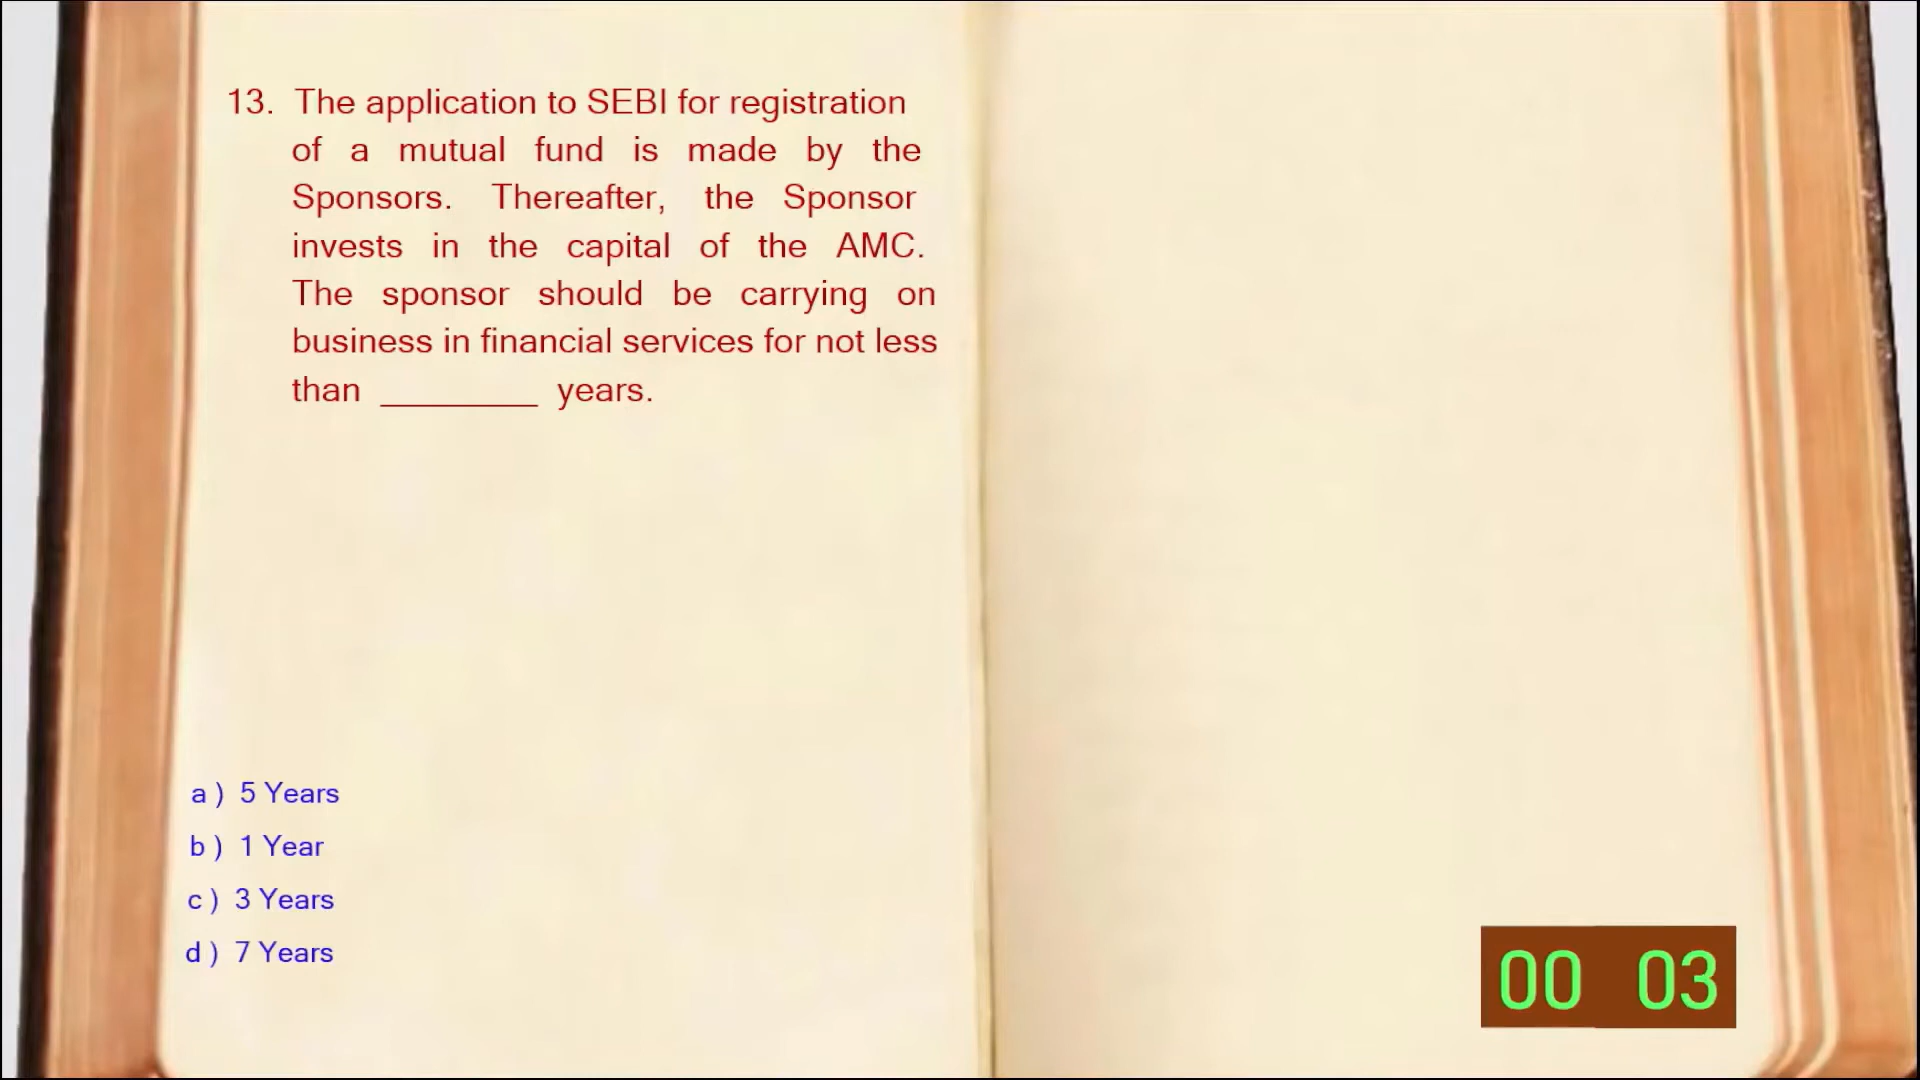 13. The application to SEBI for registration
of a mutual fund is made by the
Sponsors. Thereafter, the Sponsor
invests in the capital of the AMC.
The sponsor should be carrying on
business in financial services for not less
than ________ years.
a ) 5 Years
b ) 1 Year
c ) 3 Years
d ) 7 Years
00 03